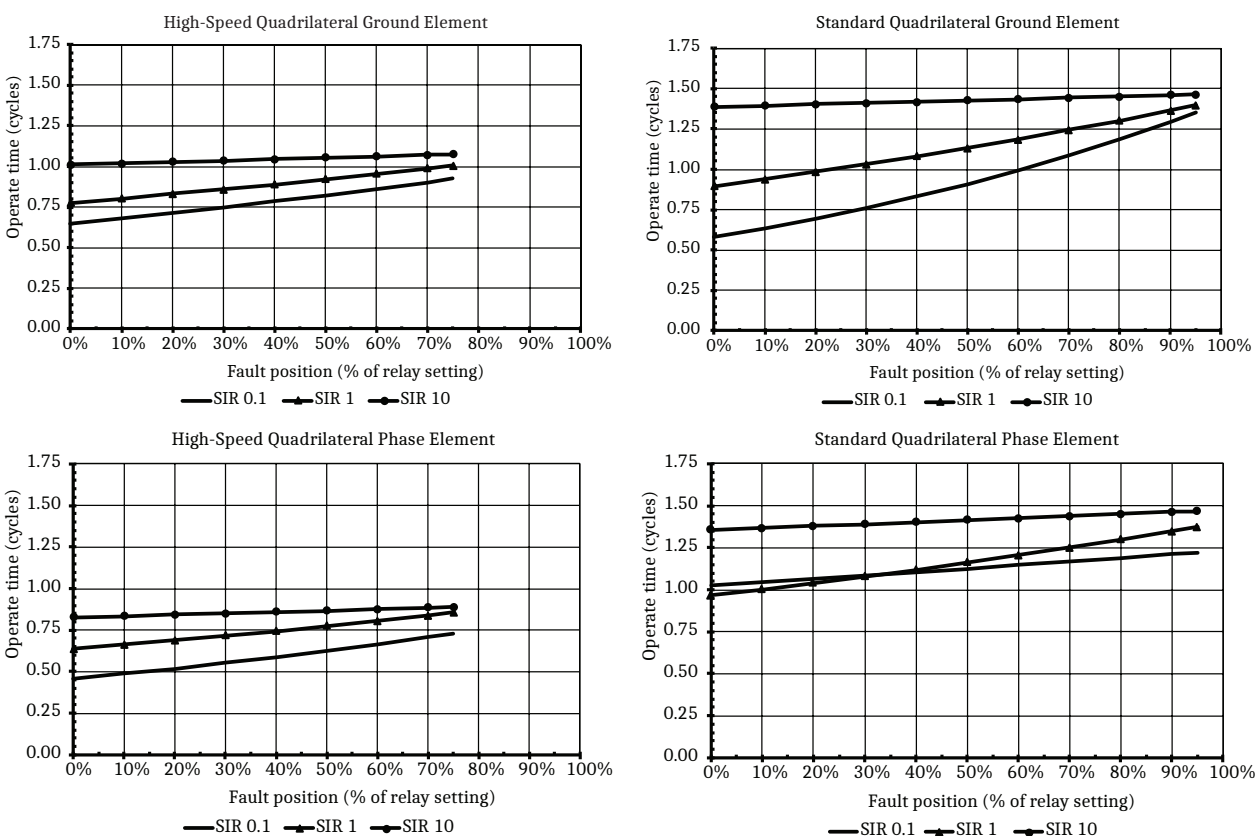 High-Speed Quadrilateral Ground Element
1.75
1.50
1.25
1.00
0.75
0.50
0.25
0.00
Operate time (cycles)
0% 10% 20% 30% 40% 50% 60% 70% 80% 90% 100%
Fault position (% of relay setting)
SIR 0.1 SIR 1 SIR 10
Standard Quadrilateral Ground Element
1.75
1.50
1.25
1.00
0.75
0.50
0.25
0.00
Operate time (cycles)
0% 10% 20% 30% 40% 50% 60% 70% 80% 90% 100%
Fault position (% of relay setting)
SIR 0.1 SIR 1 SIR 10
High-Speed Quadrilateral Phase Element
1.75
1.50
1.25
1.00
0.75
0.50
0.25
0.00
Operate time (cycles)
0% 10% 20% 30% 40% 50% 60% 70% 80% 90% 100%
Fault position (% of relay setting)
SIR 0.1 SIR 1 SIR 10
Standard Quadrilateral Phase Element
1.75
1.50
1.25
1.00
0.75
0.50
0.25
0.00
Operate time (cycles)
0% 10% 20% 30% 40% 50% 60% 70% 80% 90% 100%
Fault position (% of relay setting)
SIR 0.1 SIR 1 SIR 10